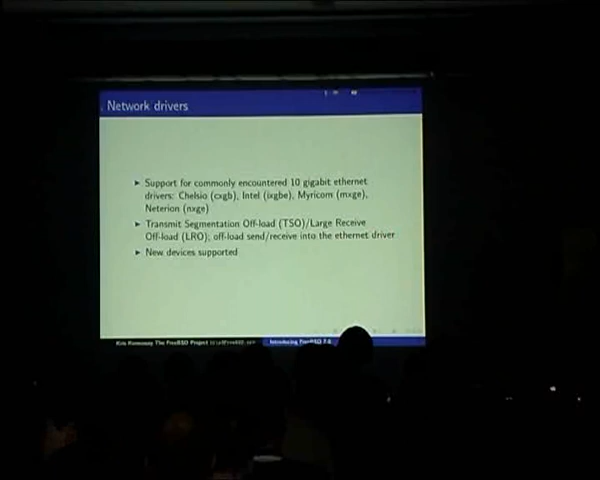 Network drivers
Support for commonly encountered 10 gigabit ethernet
drivers: Chelsio (cxgb), Intel (ixgbe), Myricom (mxge),
Neterion (nxge)
Transmit Segmentation Off-load (TSO)/Large Receive
Off-load (LRO); off-load send/receive into the ethernet driver
New devices supported
Kris Kennaway The FreeBSD Project
Introducing FreeBSD 7.0